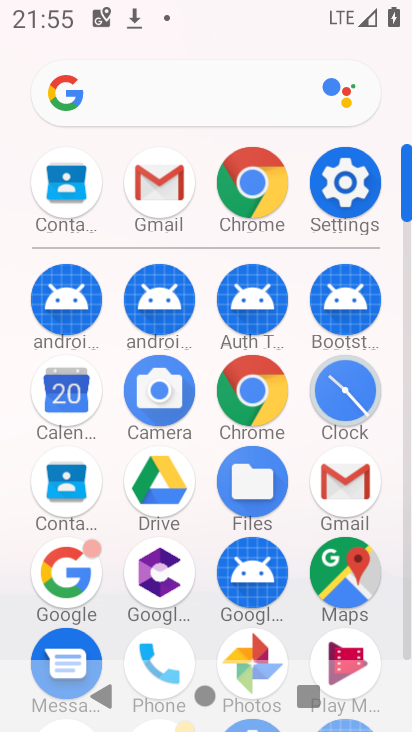 21:55 LTE
Conta... Gmail Chrome Settings
androi... androi... Auth T... Bootst...
20
Calen... Camera Chrome Clock
Conta... Drive Files Gmail
Google Googl... Googl... Maps
Messa... Phone Photos Play M...